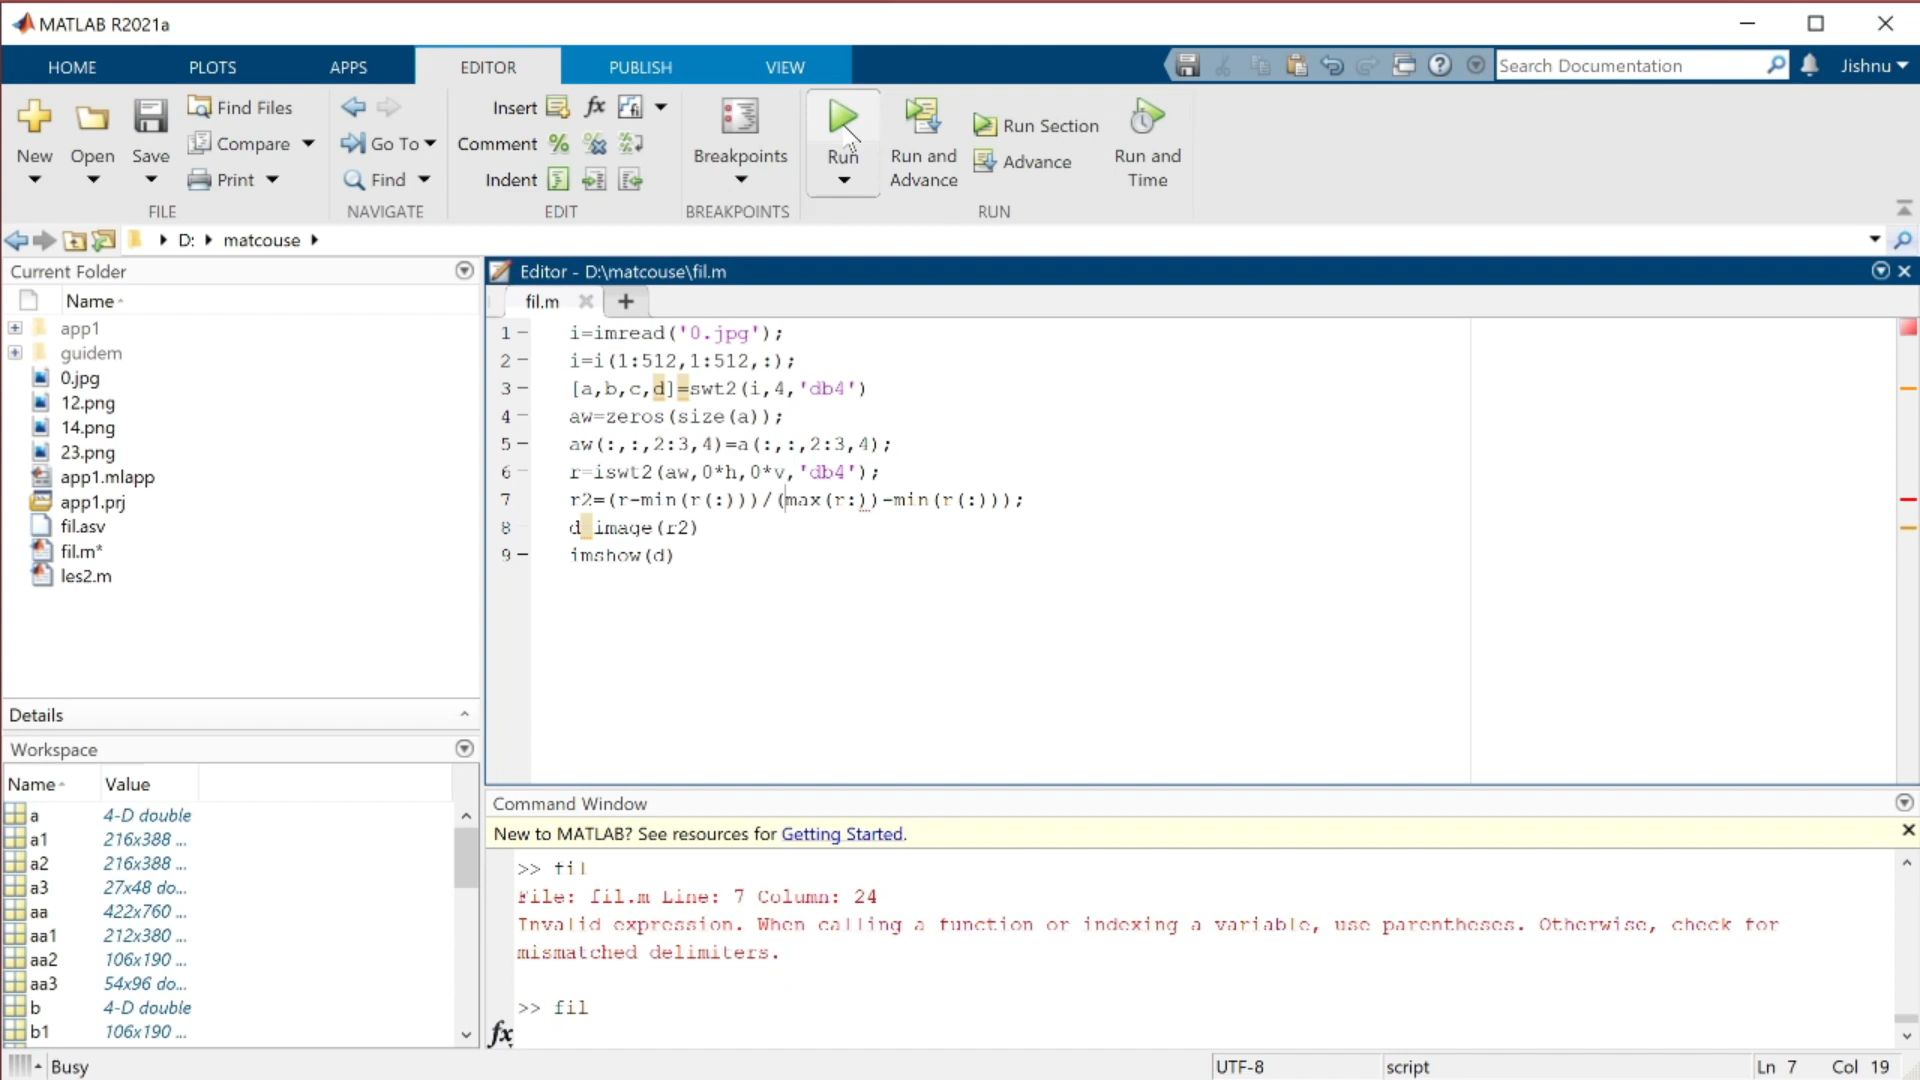 MATLAB R2021a
HOME PLOTS APPS EDITOR PUBLISH VIEW Search Documentation Jishnu
New Open Save Find Files Compare Print
Go To Find
Insert fx Comment Indent
Breakpoints Run Run and Advance Run Section Advance Run and Time
FILE NAVIGATE EDIT BREAKPOINTS RUN
D: matcouse
Current Folder
Name
app1
guidem
0.jpg
12.png
14.png
23.png
app1.mlapp
app1.prj
fil.asv
fil.m*
les2.m
Details
Workspace
Name Value
a 4-D double
a1 216x388 ...
a2 216x388 ...
a3 27x48 do...
aa 422x760 ...
aa1 212x380 ...
aa2 106x190 ...
aa3 54x96 do...
b 4-D double
b1 106x190 ...
Editor - D:\matcouse\fil.m
fil.m
1 i=imread('0.jpg');
2 i=i(1:512,1:512,:);
3 [a,b,c,d]=swt2(i,4,'db4')
4 aw=zeros(size(a));
5 aw(:,:,2:3,4)=a(:,:,2:3,4);
6 r=iswt2(aw,0*h,0*v,'db4');
7 r2=(r-min(r(:)))/(max(r:))-min(r(:)));
8 d image(r2)
9 imshow(d)
Command Window
New to MATLAB? See resources for Getting Started.
>> fil
File: fil.m Line: 7 Column: 24
Invalid expression. When calling a function or indexing a variable, use parentheses. Otherwise, check for
mismatched delimiters.
>> fil
fx
Busy UTF-8 script Ln 7 Col 19